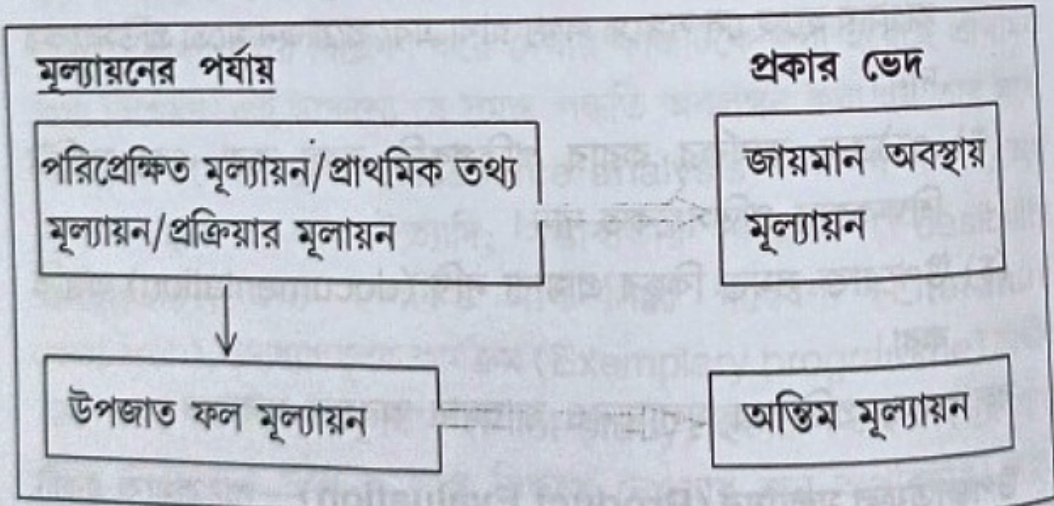 মূল্যায়নের পর্যায়
প্রকার ভেদ
পরিপ্রেক্ষিত মূল্যায়ন/প্রাথমিক তথ্য
মূল্যায়ন/প্রক্রিয়ার মূলায়ন
জায়মান অবস্থায়
মূল্যায়ন
উপজাত ফল মূল্যায়ন
অন্তিম মূল্যায়ন